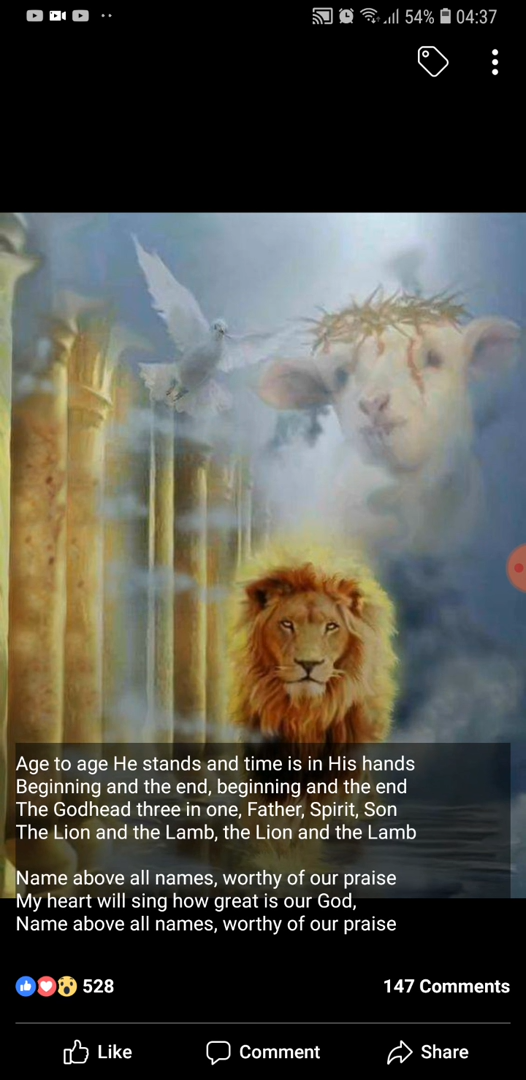 54% 04:37
Age to age He stands and time is in His hands
Beginning and the end, beginning and the end
The Godhead three in one, Father, Spirit, Son
The Lion and the Lamb, the Lion and the Lamb
Name above all names, worthy of our praise
My heart will sing how great is our God,
Name above all names, worthy of our praise
528 147 Comments
Like Comment Share